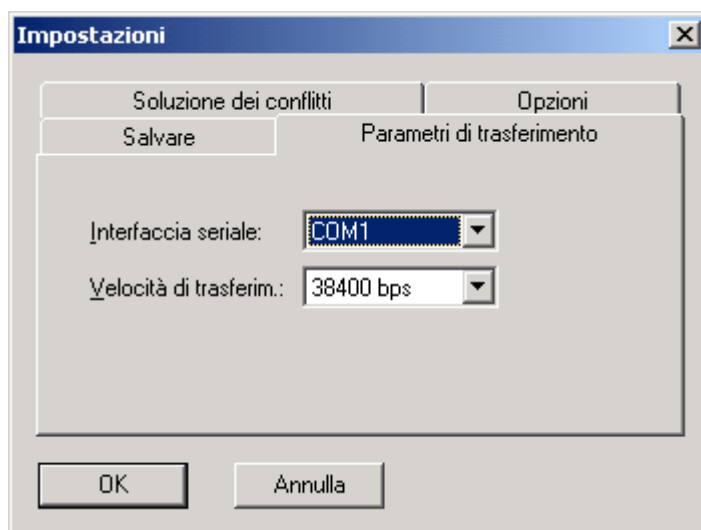 Impostazioni
Soluzione dei conflitti
Opzioni
Salvare
Parametri di trasferimento
Interfaccia seriale: COM1
Velocità di trasferim.: 38400 bps
OK
Annulla